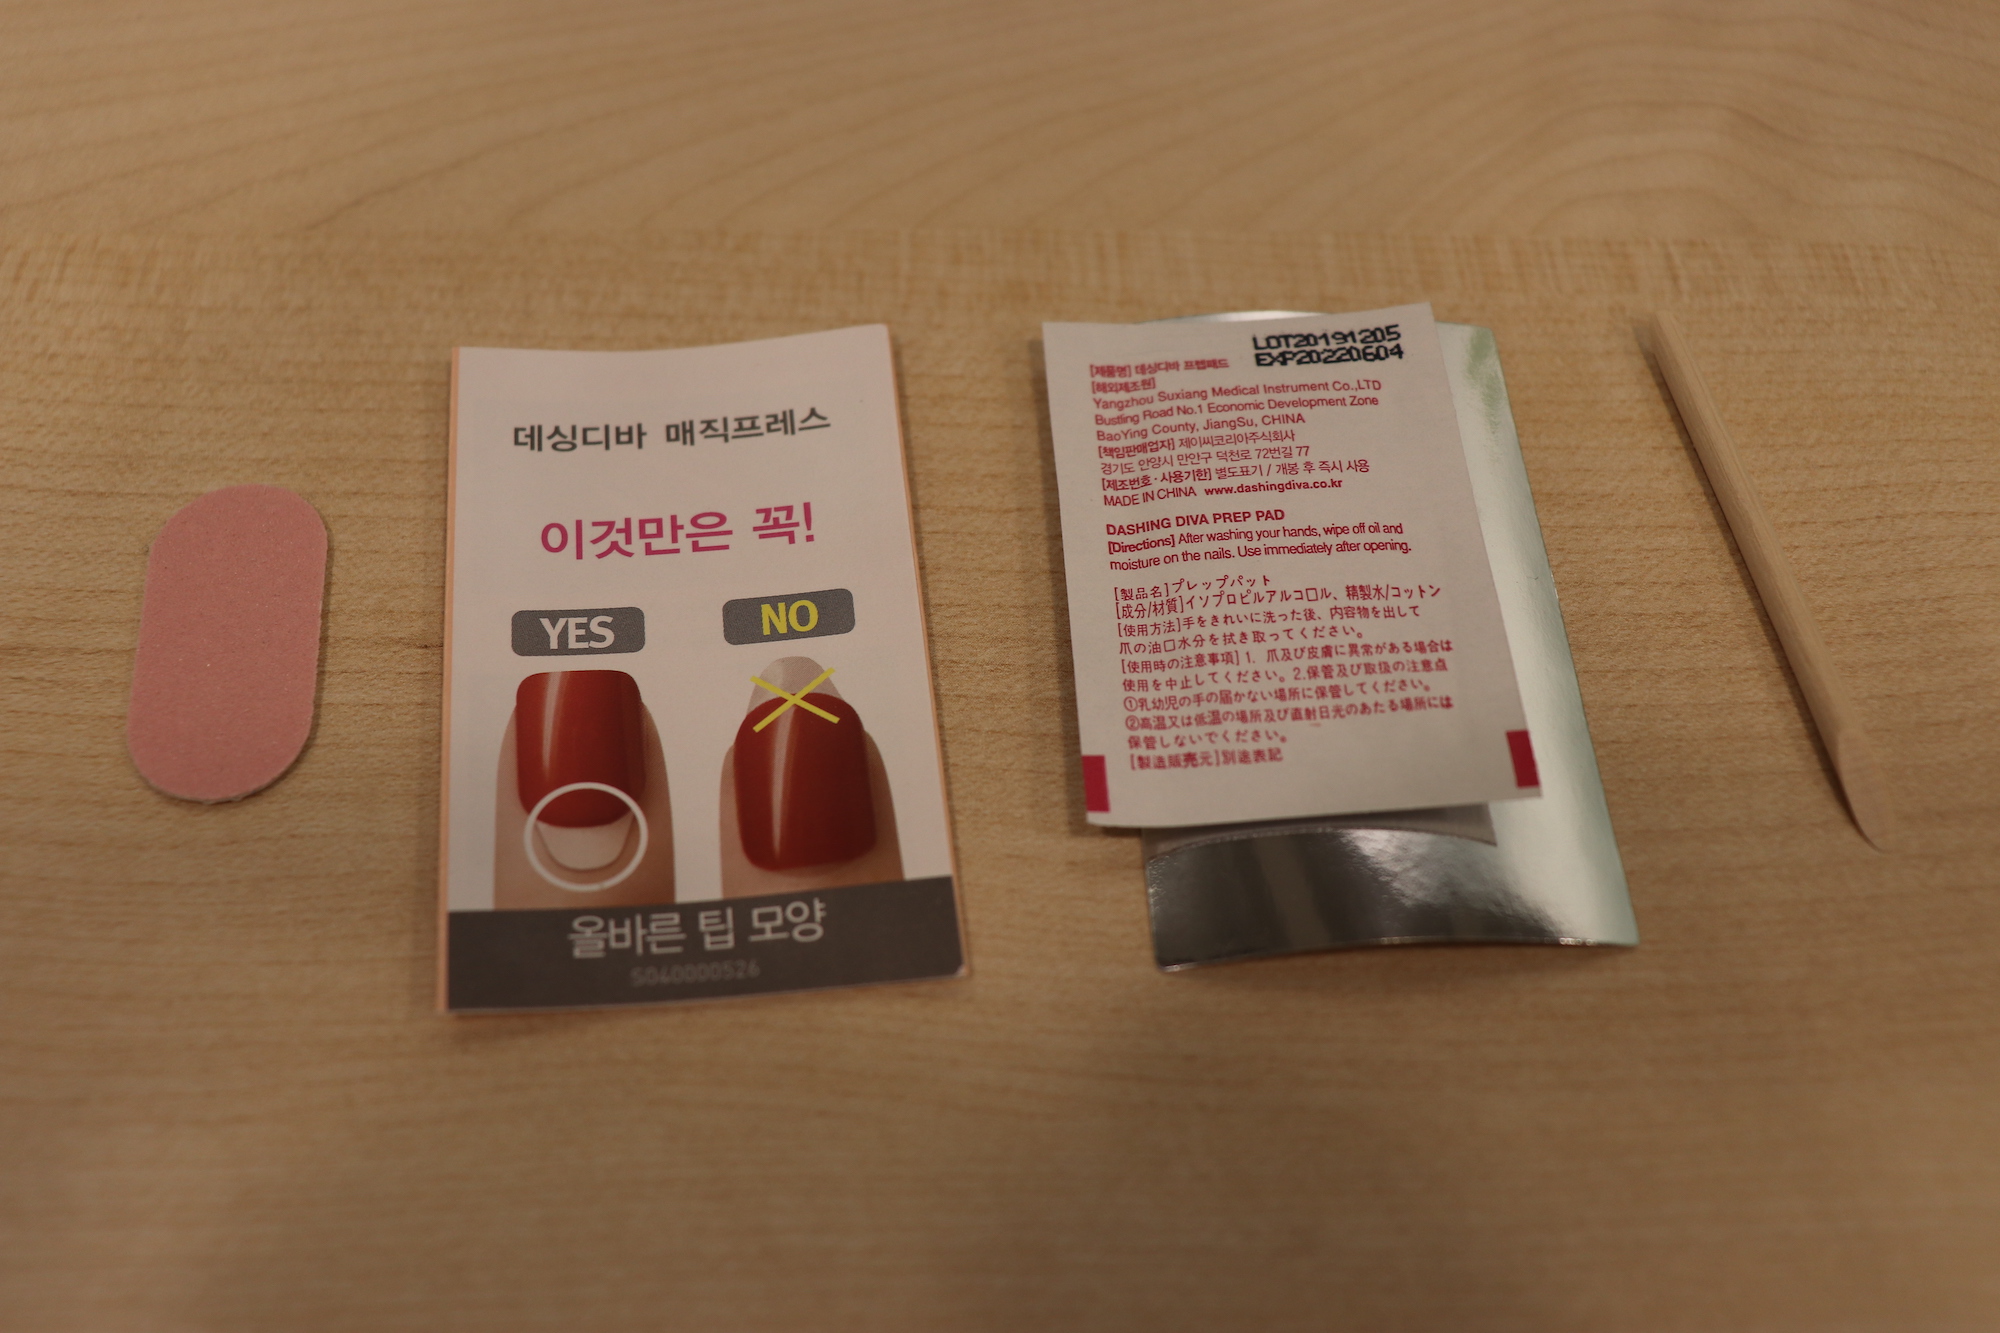 데싱디바 매직프레스
이것만은 꼭!
YES
NO
올바른 팁 모양
S040000526
LOT20191205
EXP20220604
[제품명] 데싱디바 프렙패드
[해외제조원]
Yangzhou Suxiang Medical Instrument Co.,LTD
Bustling Road No.1 Economic Development Zone
BaoYing County, JiangSu, CHINA
[책임판매업자] 제이씨코리아주식회사
경기도 안양시 만안구 덕천로 72번길 77
[제조번호·사용기한] 별도표기 / 개봉 후 즉시 사용
MADE IN CHINA www.dashingdiva.co.kr
DASHING DIVA PREP PAD
[Directions] After washing your hands, wipe off oil and
moisture on the nails. Use immediately after opening.
[製品名]プレップパット
[成分/材質]イソプロピルアルコ□ル、精製水/コットン
[使用方法]手をきれいに洗った後、内容物を出して
爪の油□水分を拭き取ってください。
[使用時の注意事項] 1. 爪及び皮膚に異常がある場合は
使用を中止してください。2.保管及び取扱の注意点
①乳幼児の手の届かない場所に保管してください。
②高温又は低温の場所及び直射日光のあたる場所には
保管しないでください。
[製造販売元]別途表記